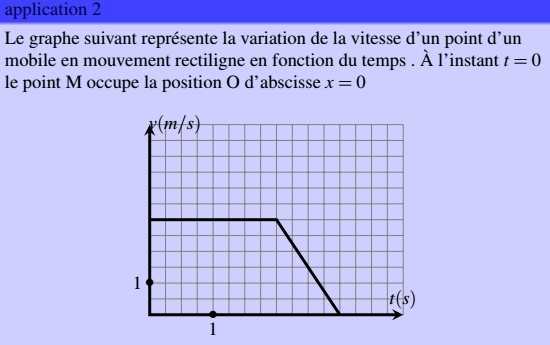 application 2
Le graphe suivant représente la variation de la vitesse d'un point d'un
mobile en mouvement rectiligne en fonction du temps . À l'instant t = 0
le point M occupe la position O d'abscisse x = 0
v(m/s)
1
t(s)
1